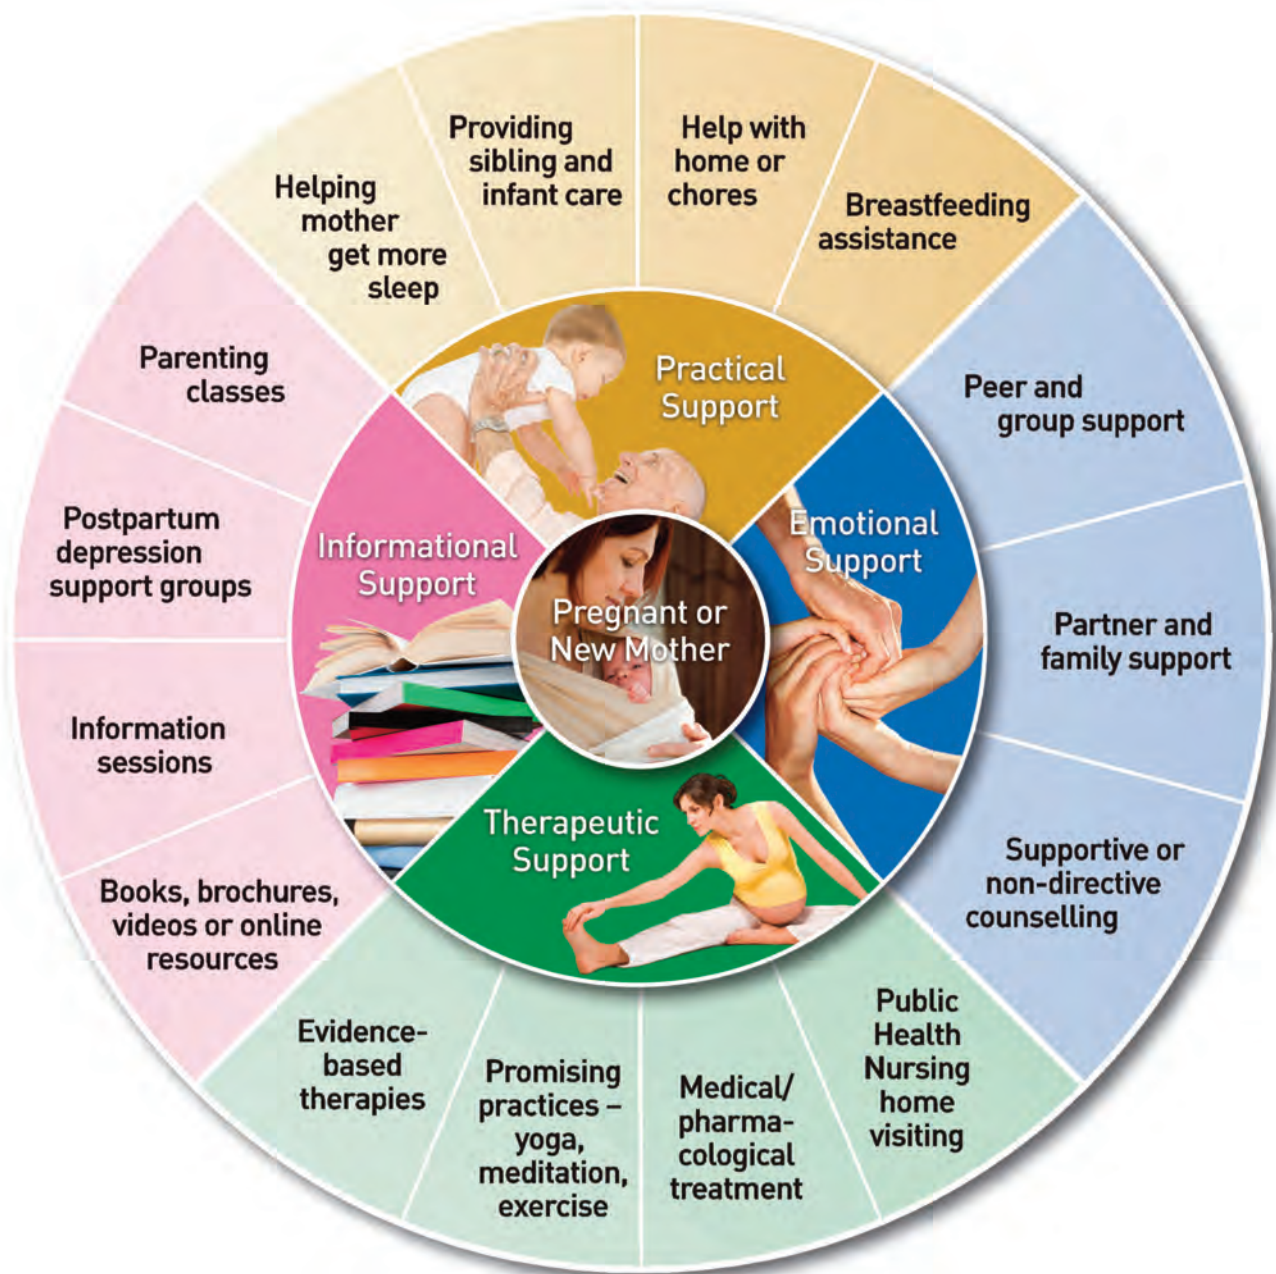 Providing
sibling and
infant care
Help with
home or
chores
Helping
mother
get more
sleep
Breastfeeding
assistance
Parenting
classes
Practical
Support
Peer and
group support
Postpartum
depression
support groups
Informational
Support
Emotional
Support
Pregnant or
New Mother
Partner and
family support
Information
sessions
Therapeutic
Support
Supportive or
non-directive
counselling
Books, brochures,
videos or online
resources
Evidence-
based
therapies
Promising
practices –
yoga,
meditation,
exercise
Medical/
pharma-
cological
treatment
Public
Health
Nursing
home
visiting